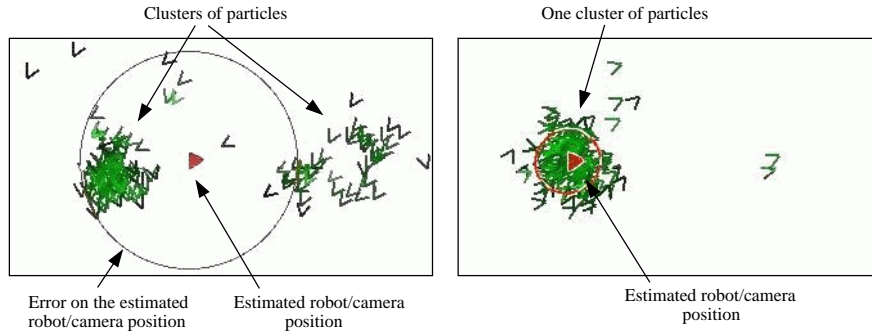 Clusters of particles
One cluster of particles
Error on the estimated
robot/camera position
Estimated robot/camera
position
Estimated robot/camera
position